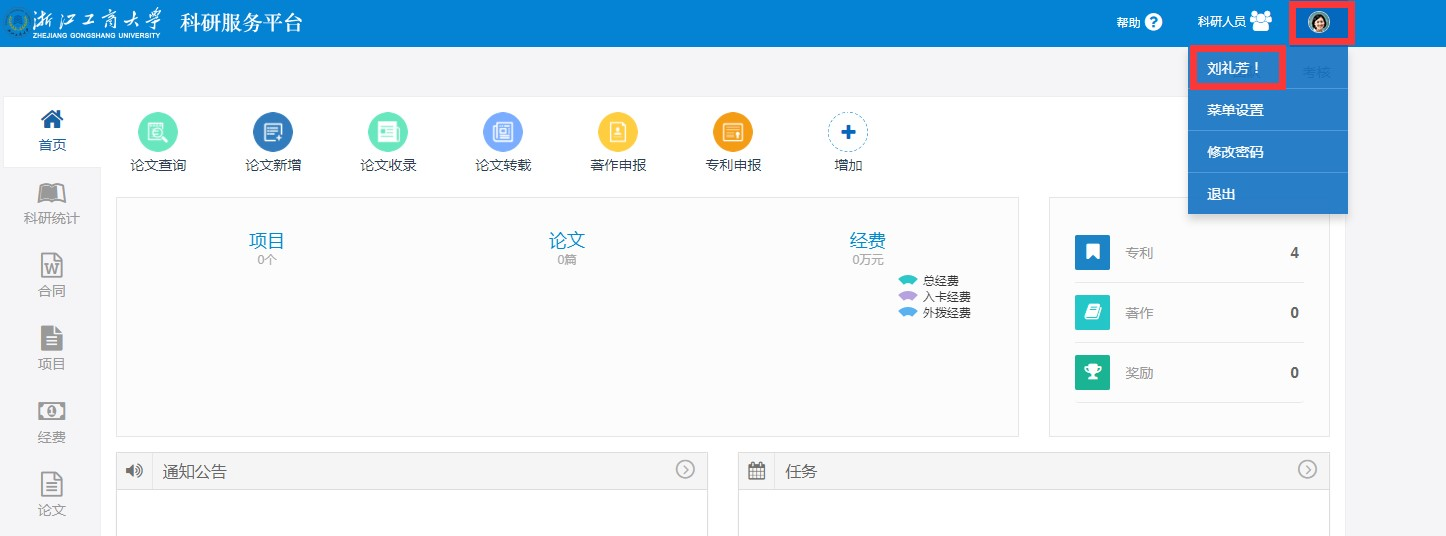 浙江工商大学 科研服务平台
ZHEJIANG GONGSHANG UNIVERSITY
帮助
科研人员
刘礼芳！
考核
菜单设置
修改密码
退出
首页
科研统计
合同
项目
经费
论文
论文查询
论文新增
论文收录
论文转载
著作申报
专利申报
增加
项目
0个
论文
0篇
经费
0万元
总经费
入卡经费
外拨经费
专利 4
著作 0
奖励 0
通知公告
任务